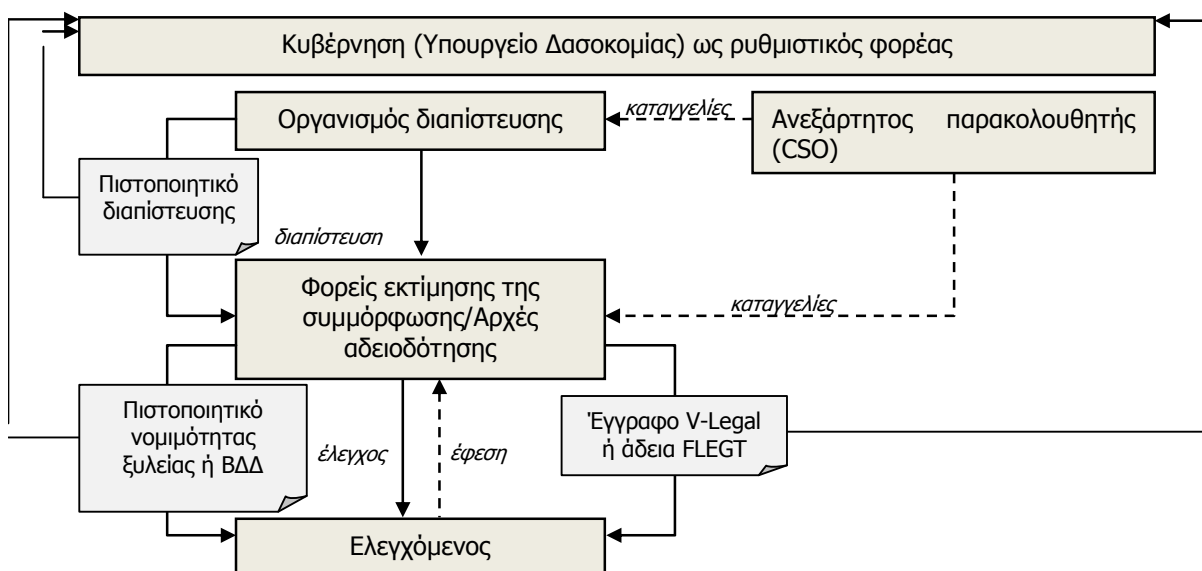 Κυβέρνηση (Υπουργείο Δασοκομίας) ως ρυθμιστικός φορέας
Οργανισμός διαπίστευσης
καταγγελίες
Ανεξάρτητος παρακολουθητής
(CSO)
Πιστοποιητικό
διαπίστευσης
διαπίστευση
Φορείς εκτίμησης της
συμμόρφωσης/Αρχές
αδειοδότησης
καταγγελίες
Πιστοποιητικό
νομιμότητας
ξυλείας ή ΒΔΔ
έλεγχος
έφεση
Έγγραφο V-Legal
ή άδεια FLEGT
Ελεγχόμενος